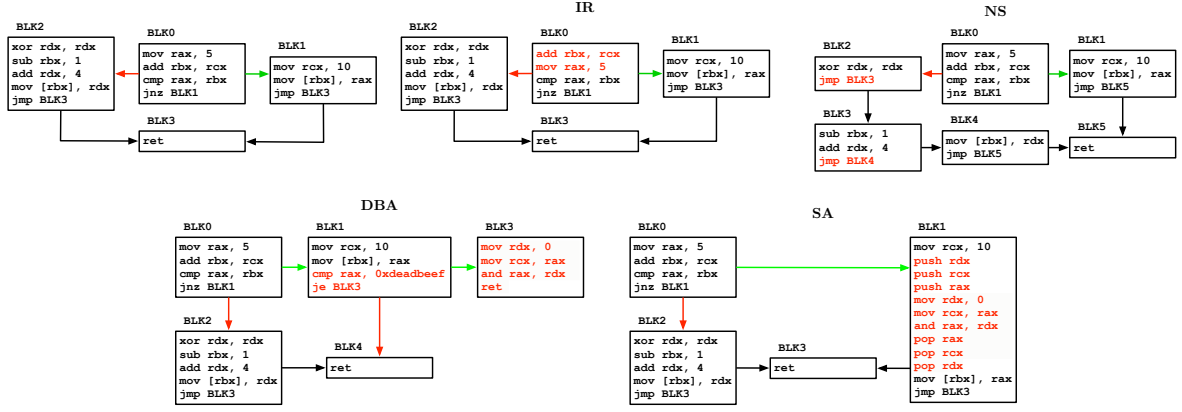 BLK2
xor rdx, rdx
sub rbx, 1
add rdx, 4
mov [rbx], rdx
jmp BLK3
BLK0
mov rax, 5
add rbx, rcx
cmp rax, rbx
jnz BLK1
BLK1
mov rcx, 10
mov [rbx], rax
jmp BLK3
BLK3
ret
IR
BLK2
xor rdx, rdx
sub rbx, 1
add rdx, 4
mov [rbx], rdx
jmp BLK3
BLK0
add rbx, rcx
mov rax, 5
cmp rax, rbx
jnz BLK1
BLK1
mov rcx, 10
mov [rbx], rax
jmp BLK3
BLK3
ret
NS
BLK2
xor rdx, rdx
jmp BLK3
BLK0
mov rax, 5
add rbx, rcx
cmp rax, rbx
jnz BLK1
BLK1
mov rcx, 10
mov [rbx], rax
jmp BLK5
BLK3
sub rbx, 1
add rdx, 4
jmp BLK4
BLK4
mov [rbx], rdx
jmp BLK5
BLK5
ret
DBA
BLK0
mov rax, 5
add rbx, rcx
cmp rax, rbx
jnz BLK1
BLK1
mov rcx, 10
mov [rbx], rax
cmp rax, 0xdeadbeef
je BLK3
BLK3
mov rdx, 0
mov rcx, rax
and rax, rdx
ret
BLK2
xor rdx, rdx
sub rbx, 1
add rdx, 4
mov [rbx], rdx
jmp BLK3
BLK4
ret
SA
BLK0
mov rax, 5
add rbx, rcx
cmp rax, rbx
jnz BLK1
BLK1
mov rcx, 10
push rdx
push rcx
push rax
mov rdx, 0
mov rcx, rax
and rax, rdx
pop rax
pop rcx
pop rdx
mov [rbx], rax
jmp BLK3
BLK2
xor rdx, rdx
sub rbx, 1
add rdx, 4
mov [rbx], rdx
jmp BLK3
BLK3
ret